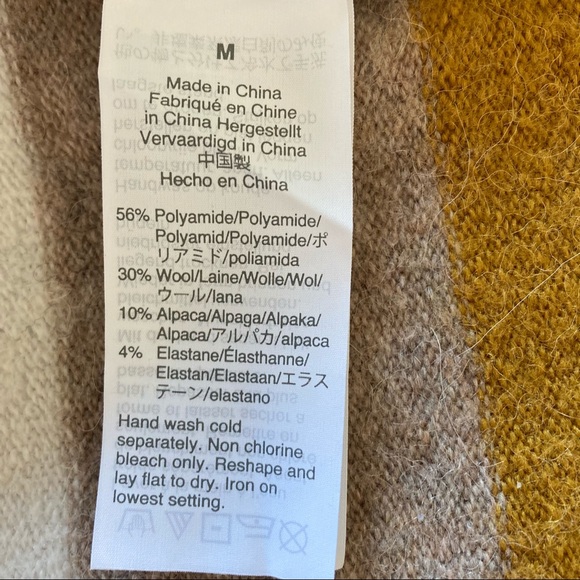 M
Made in China
Fabriqué en Chine
in China Hergestellt
Vervaardigd in China
中国製
Hecho en China
56% Polyamide/Polyamide/
Polyamid/Polyamide/ポ
リアミド/poliamida
30% Wool/Laine/Wolle/Wol/
ウール/lana
10% Alpaca/Alpaga/Alpaka/
Alpaca/アルパカ/alpaca
4% Elastane/Élasthanne/
Elastan/Elastaan/エラス
テーン/elastano
Hand wash cold
separately. Non chlorine
bleach only. Reshape and
lay flat to dry. Iron on
lowest setting.